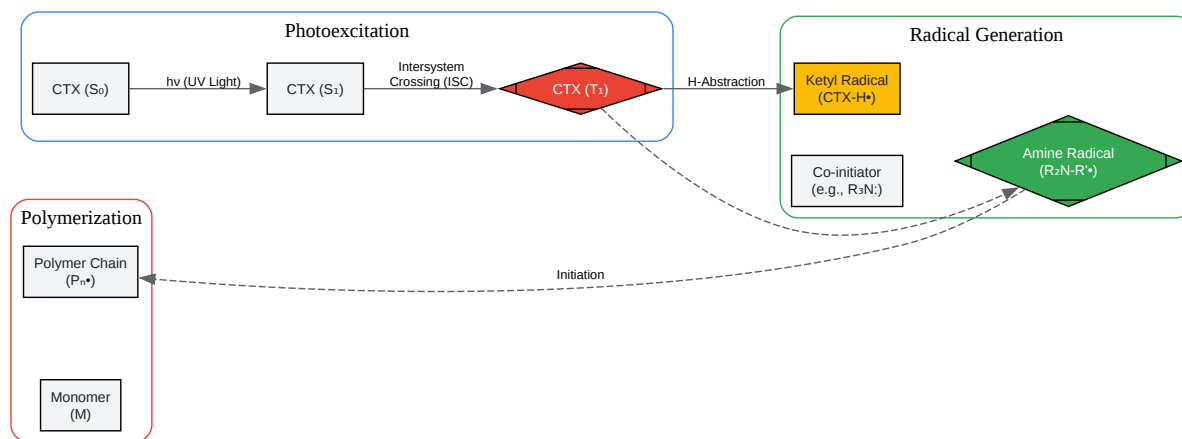 Photoexcitation
CTX (S₀)
hν (UV Light)
CTX (S₁)
Intersystem
Crossing (ISC)
CTX (T₁)
H-Abstraction
Radical Generation
Ketyl Radical
(CTX-H•)
Co-initiator
(e.g., R₃N:)
Amine Radical
(R₂N-R'•)
Polymerization
Polymer Chain
(Pₙ•)
Initiation
Monomer
(M)